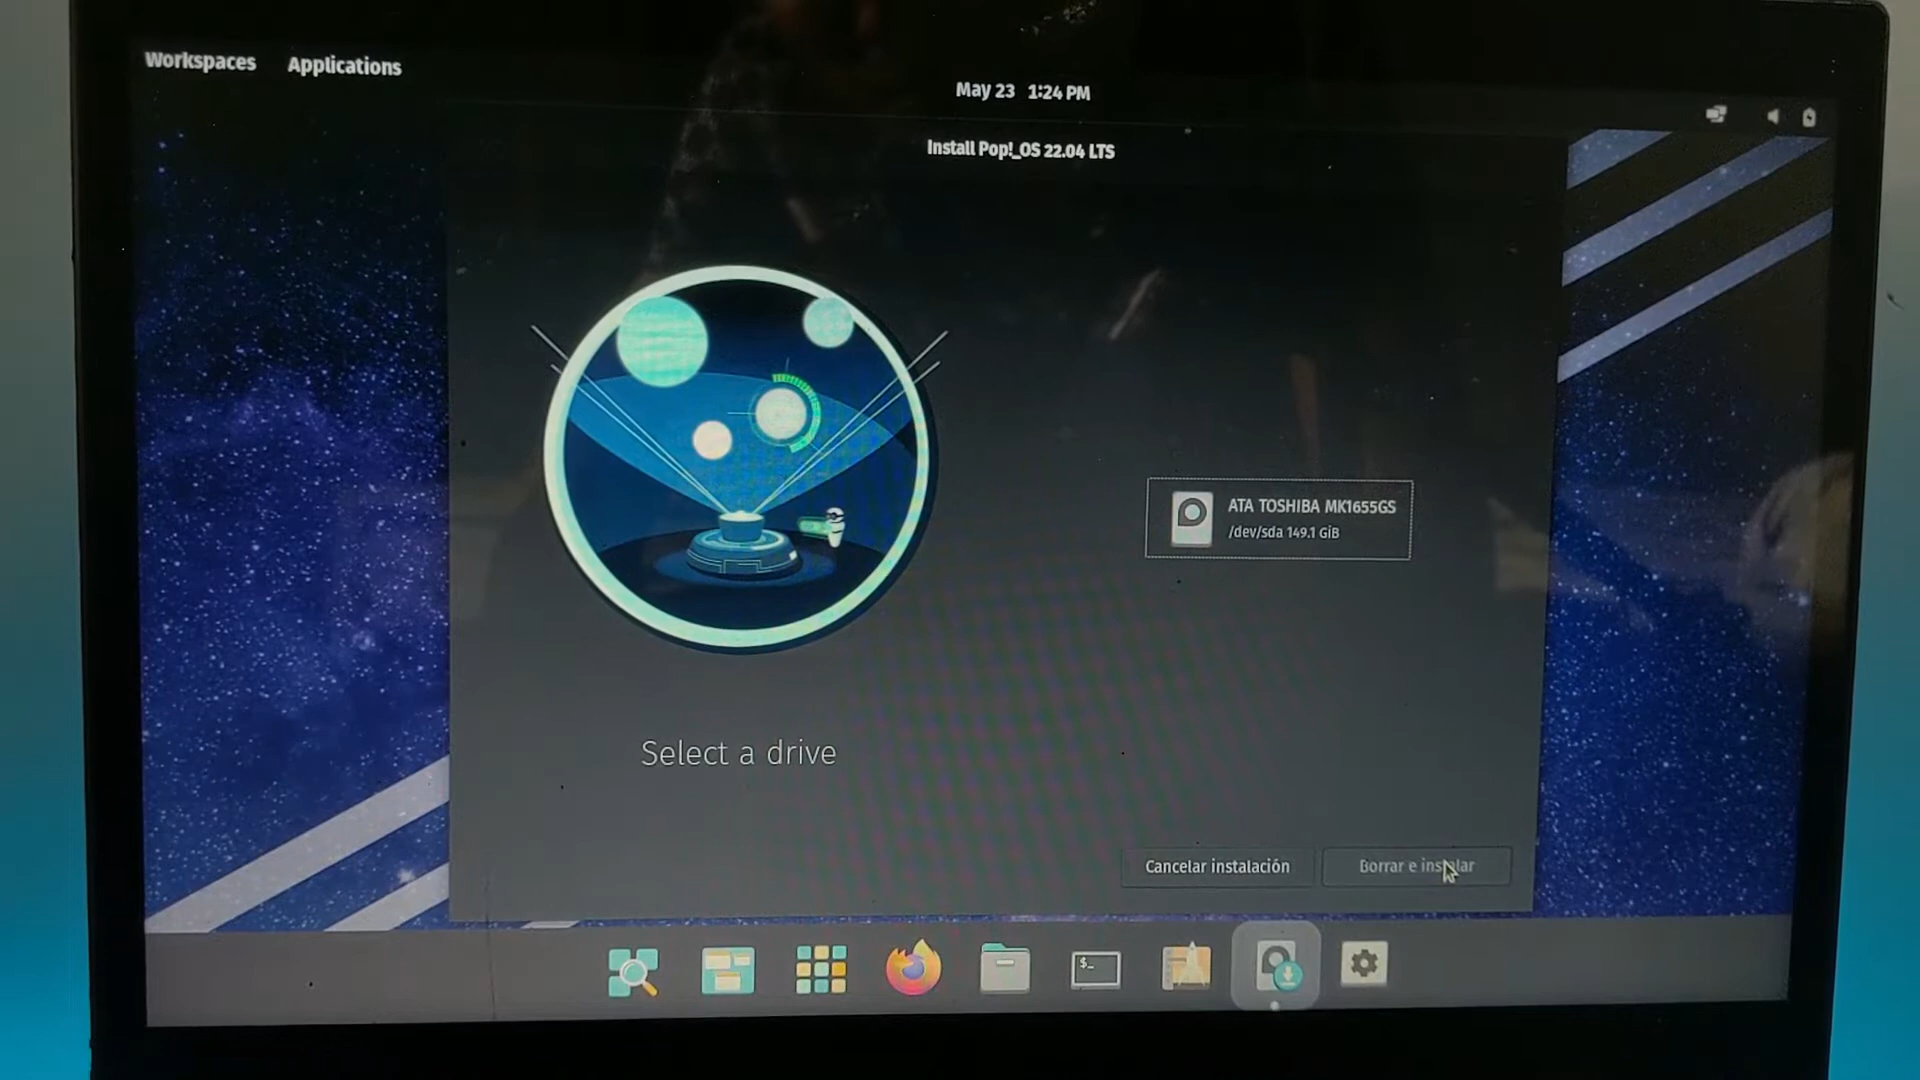 Workspaces Applications
May 23 1:24 PM
Install Pop!_OS 22.04 LTS
ATA TOSHIBA MK1655GS
/dev/sda 149.1 GiB
Select a drive
Cancelar instalación
Borrar e instalar
$_